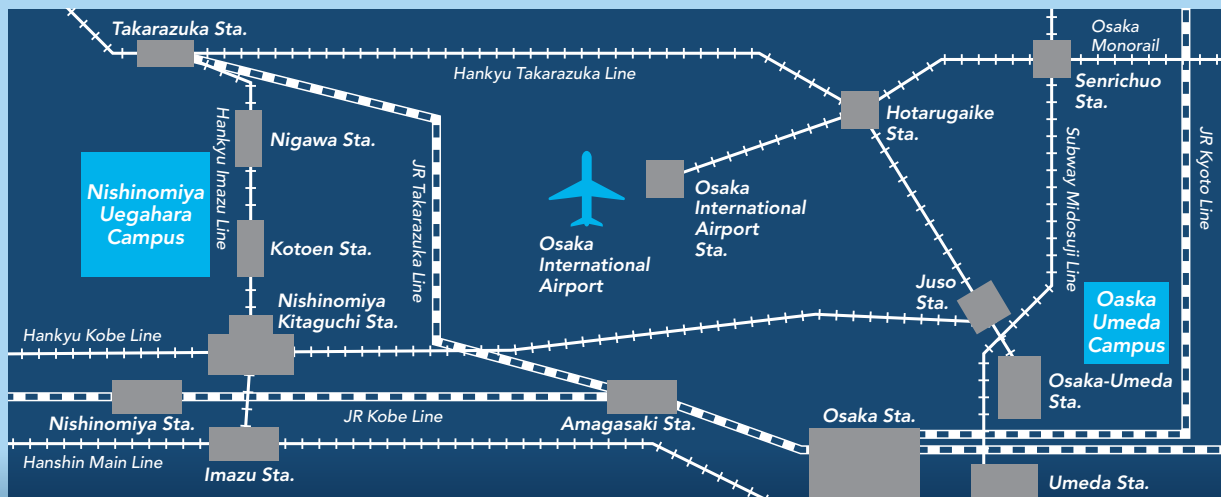 Takarazuka Sta.
Osaka
Monorail
Hankyu Takarazuka Line
Senrichuo
Sta.
Hotarugaike
Sta.
Nigawa Sta.
Hankyu Imazu Line
JR Takarazuka Line
Subway Midosuji Line
JR Kyoto Line
Nishinomiya
Uegahara
Campus
Osaka
International
Airport
Sta.
Kotoen Sta.
Osaka
International
Airport
Juso
Sta.
Oaska
Umeda
Campus
Nishinomiya
Kitaguchi Sta.
Hankyu Kobe Line
Osaka-Umeda
Sta.
Nishinomiya Sta.
JR Kobe Line
Amagasaki Sta.
Osaka Sta.
Hanshin Main Line
Imazu Sta.
Umeda Sta.